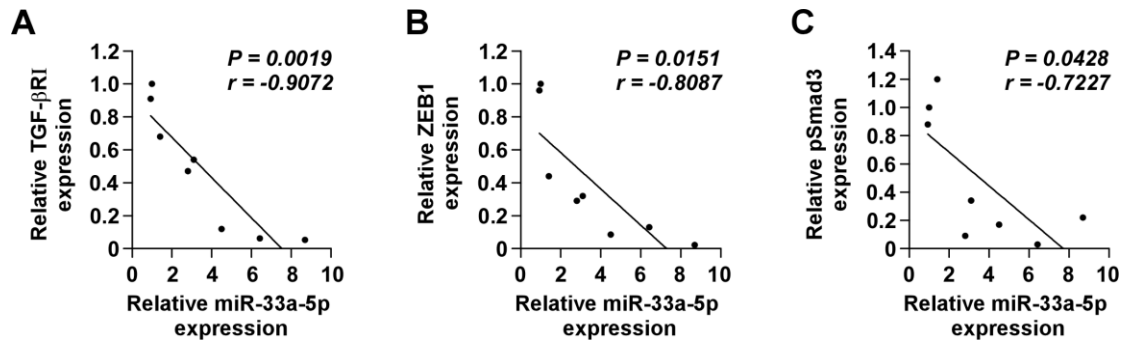 A
P = 0.0019
r = -0.9072
Relative TGF-βRI
expression
1.2
1.0
0.8
0.6
0.4
0.2
0
0 2 4 6 8 10
Relative miR-33a-5p
expression
B
P = 0.0151
r = -0.8087
Relative ZEB1
expression
1.2
1.0
0.8
0.6
0.4
0.2
0
0 2 4 6 8 10
Relative miR-33a-5p
expression
C
P = 0.0428
r = -0.7227
Relative pSmad3
expression
1.4
1.2
1.0
0.8
0.6
0.4
0.2
0
0 2 4 6 8 10
Relative miR-33a-5p
expression